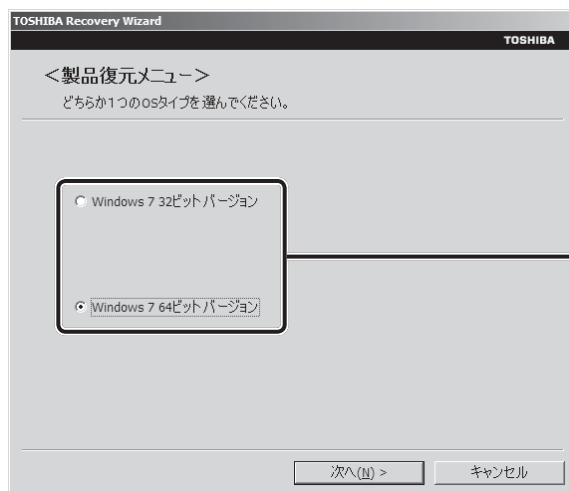 TOSHIBA Recovery Wizard
TOSHIBA
＜製品復元メニュー＞
どちらか1つのOSタイプを選んでください。
Windows 7 32ビットバージョン
Windows 7 64ビットバージョン
次へ(N) >
キャンセル